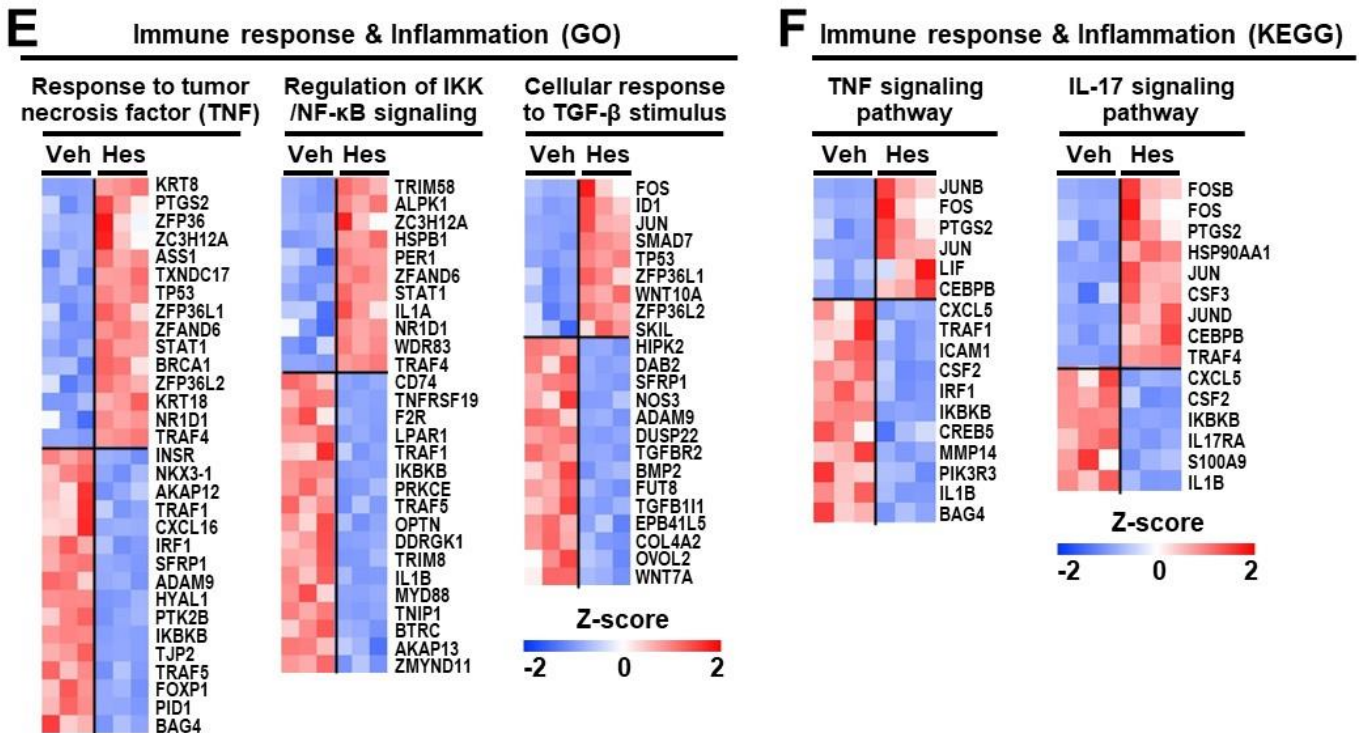 E
Immune response & Inflammation (GO)
Response to tumor
necrosis factor (TNF)
Veh Hes
KRT8
PTGS2
ZFP36
ZC3H12A
ASS1
TXNDC17
TP53
ZFP36L1
ZFAND6
STAT1
BRCA1
ZFP36L2
KRT18
NR1D1
TRAF4
INSR
NKX3-1
AKAP12
TRAF1
CXCL16
IRF1
SFRP1
ADAM9
HYAL1
PTK2B
IKBKB
TJP2
TRAF5
FOXP1
PID1
BAG4
Regulation of IKK
/NF-κB signaling
Veh Hes
TRIM58
ALPK1
ZC3H12A
HSPB1
PER1
ZFAND6
STAT1
IL1A
NR1D1
WDR83
TRAF4
CD74
TNFRSF19
F2R
LPAR1
TRAF1
IKBKB
PRKCE
TRAF5
OPTN
DDRGK1
TRIM8
IL1B
MYD88
TNIP1
BTRC
AKAP13
ZMYND11
Cellular response
to TGF-β stimulus
Veh Hes
FOS
ID1
JUN
SMAD7
TP53
ZFP36L1
WNT10A
ZFP36L2
SKIL
HIPK2
DAB2
SFRP1
NOS3
ADAM9
DUSP22
TGFBR2
BMP2
FUT8
TGFB1I1
EPB41L5
COL4A2
OVOL2
WNT7A
Z-score
-2 0 2
F
Immune response & Inflammation (KEGG)
TNF signaling
pathway
Veh Hes
JUNB
FOS
PTGS2
JUN
LIF
CEBPB
CXCL5
TRAF1
ICAM1
CSF2
IRF1
IKBKB
CREB5
MMP14
PIK3R3
IL1B
BAG4
IL-17 signaling
pathway
Veh Hes
FOSB
FOS
PTGS2
HSP90AA1
JUN
CSF3
JUND
CEBPB
TRAF4
CXCL5
CSF2
IKBKB
IL17RA
S100A9
IL1B
Z-score
-2 0 2